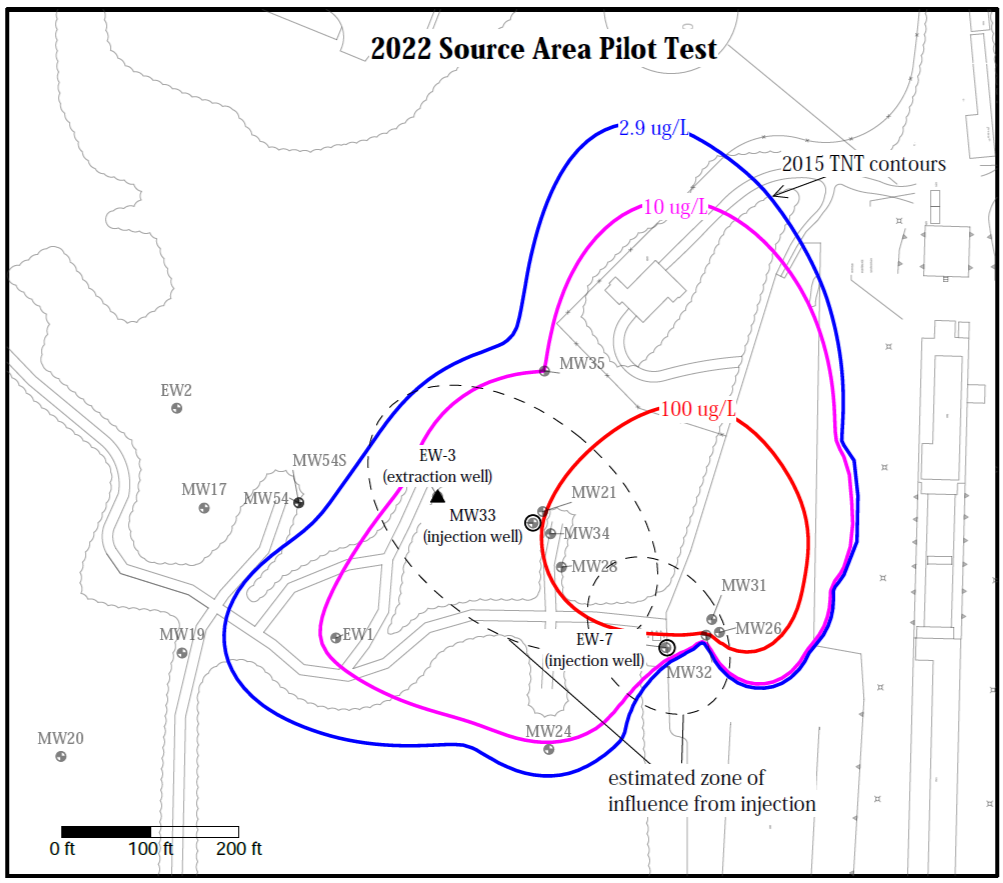 2022 Source Area Pilot Test
2.9 ug/L
2015 TNT contours
10 ug/L
MW35
EW2
100 ug/L
EW-3
(extraction well)
MW54S
MW54
MW17
MW21
MW33
(injection well)
MW34
MW28
MW31
MW26
EW1
MW19
EW-7
(injection well)
MW32
MW24
MW20
estimated zone of
influence from injection
0 ft 100 ft 200 ft